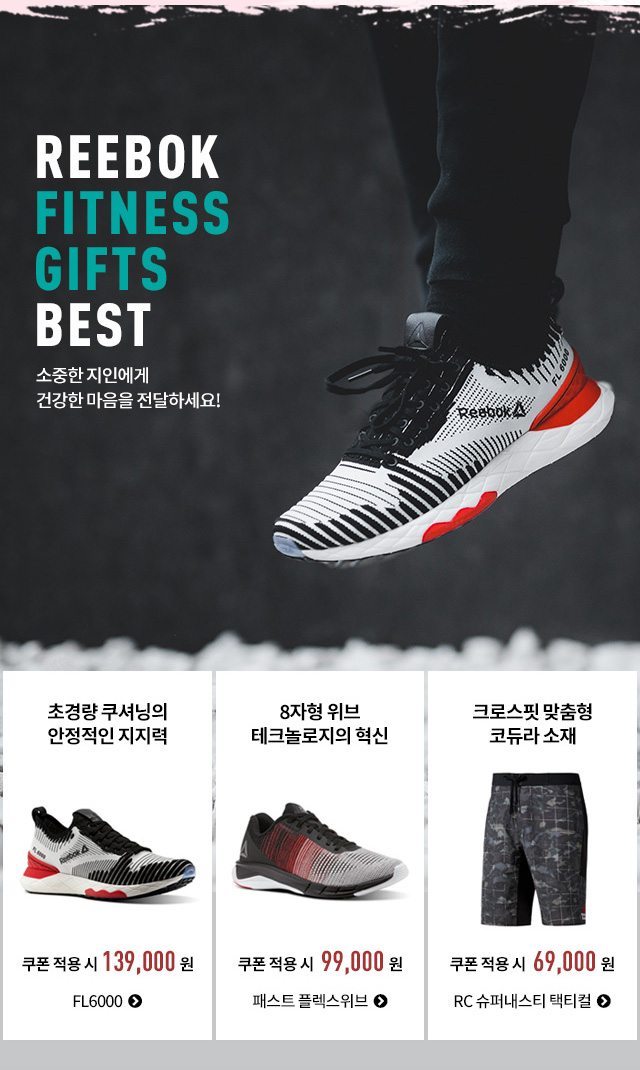 REEBOK
FITNESS
GIFTS
BEST
소중한 지인에게
건강한 마음을 전달하세요!
FL 6000
Reebok
초경량 쿠셔닝의
안정적인 지지력
FL 6000
Reebok
쿠폰 적용 시 139,000 원
FL6000
8자형 위브
테크놀로지의 혁신
쿠폰 적용 시 99,000 원
패스트 플렉스위브
크로스핏 맞춤형
코듀라 소재
쿠폰 적용 시 69,000 원
RC 슈퍼내스티 택티컬